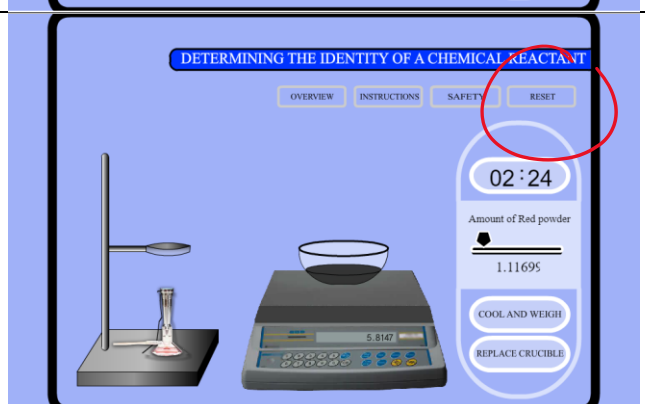 DETERMINING THE IDENTITY OF A CHEMICAL REACTANT
OVERVIEW INSTRUCTIONS SAFETY RESET
02:24
Amount of Red powder
1.1169
5.8147
COOL AND WEIGH
REPLACE CRUCIBLE